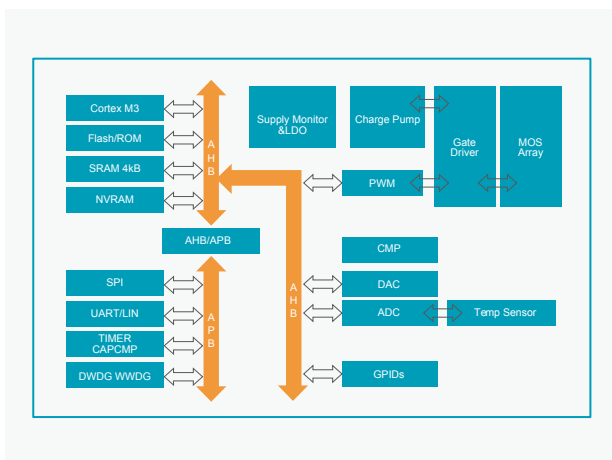 Cortex M3
Flash/ROM
SRAM 4kB
NVRAM
AHB
Supply Monitor
&LDO
Charge Pump
Gate
Driver
MOS
Array
PWM
AHB/APB
SPI
UART/LIN
TIMER
CAPCMP
DWDG WWDG
APB
AHB
CMP
DAC
ADC
Temp Sensor
GPIDs